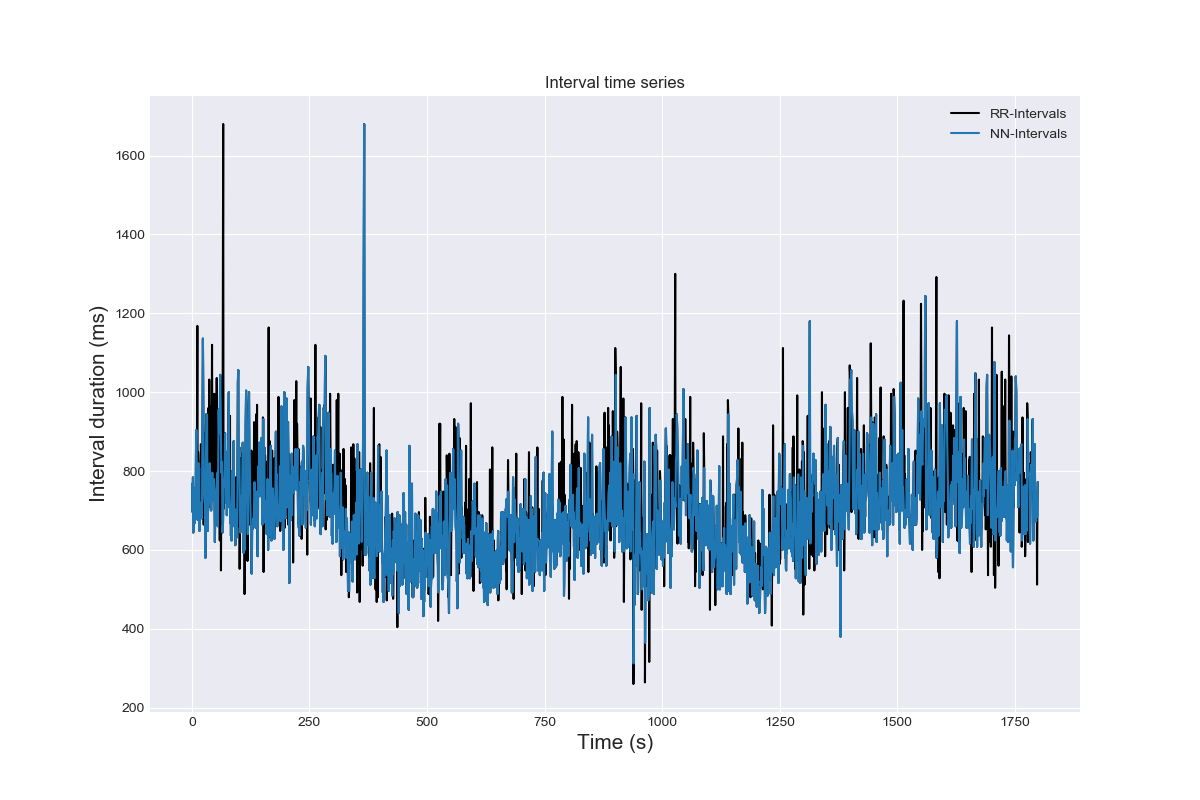 Interval time series
RR-Intervals
NN-Intervals
Interval duration (ms)
1600
1400
1200
1000
800
600
400
200
0 250 500 750 1000 1250 1500 1750
Time (s)